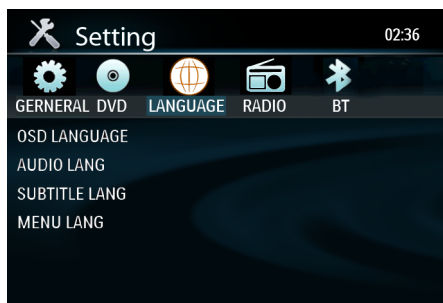 Setting 02:36
GERNERAL DVD LANGUAGE RADIO BT
OSD LANGUAGE
AUDIO LANG
SUBTITLE LANG
MENU LANG